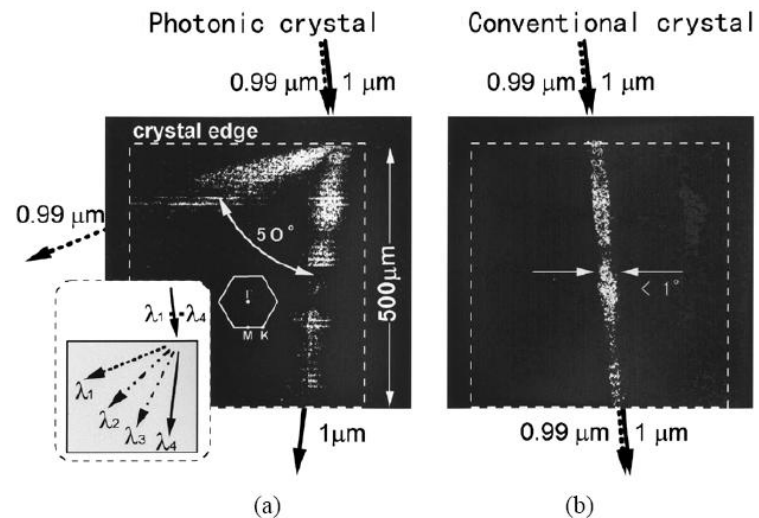 Photonic crystal
0.99 μm 1 μm
crystal edge
0.99 μm
50°
500μm
Γ
M K
λ₁ λ₄
λ₁
λ₂
λ₃
λ₄
1μm
(a)
Conventional crystal
0.99 μm 1 μm
< 1°
0.99 μm 1 μm
(b)